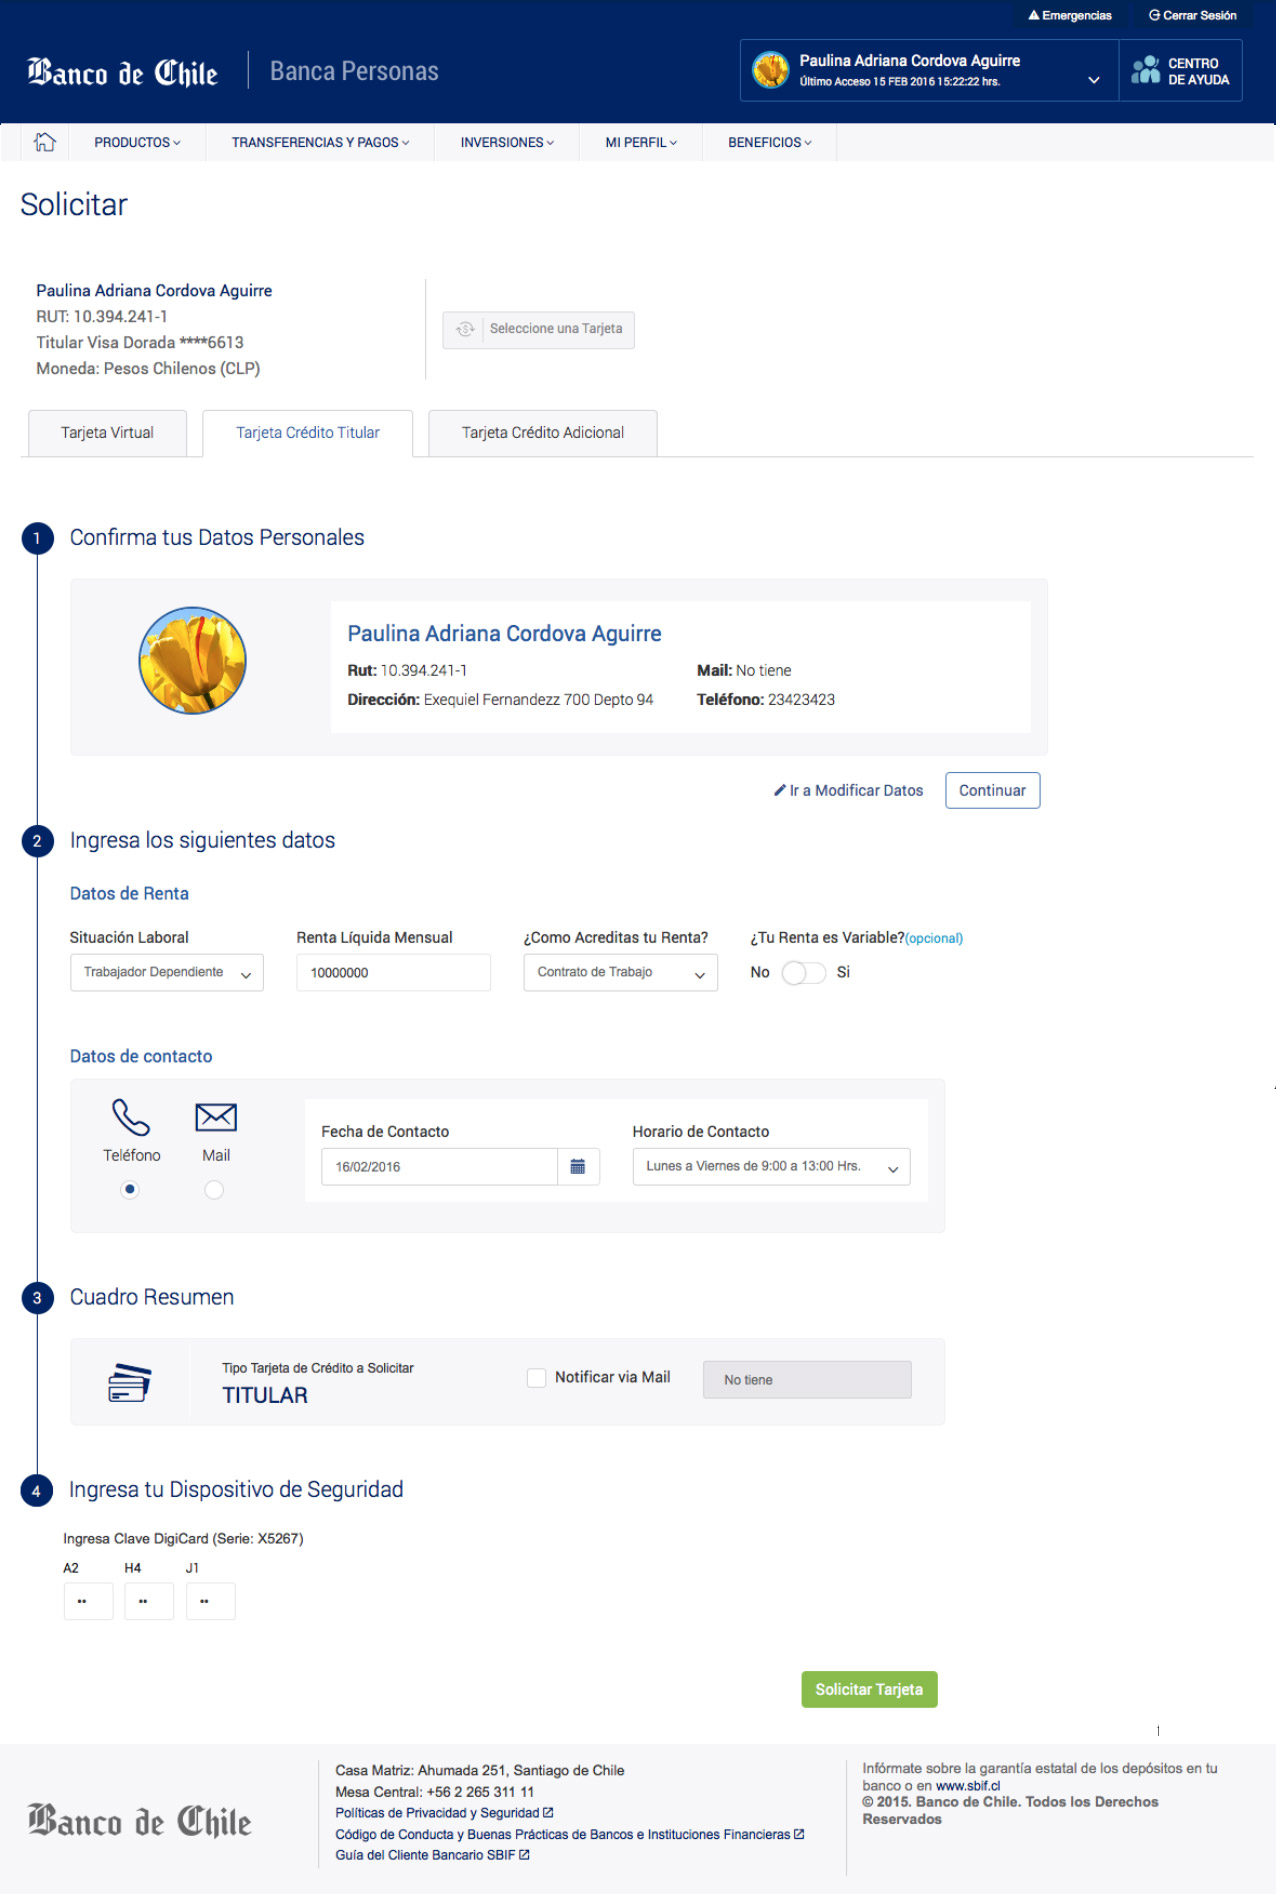 Emergencias
Cerrar Sesión
Banco de Chile
Banca Personas
Paulina Adriana Cordova Aguirre
Último Acceso 15 FEB 2016 15:22:22 hrs.
CENTRO
DE AYUDA
PRODUCTOS
TRANSFERENCIAS Y PAGOS
INVERSIONES
MI PERFIL
BENEFICIOS
Solicitar
Paulina Adriana Cordova Aguirre
RUT: 10.394.241-1
Titular Visa Dorada ****6613
Moneda: Pesos Chilenos (CLP)
Seleccione una Tarjeta
Tarjeta Virtual
Tarjeta Crédito Titular
Tarjeta Crédito Adicional
1 Confirma tus Datos Personales
Paulina Adriana Cordova Aguirre
Rut: 10.394.241-1
Mail: No tiene
Dirección: Exequiel Fernandezz 700 Depto 94
Teléfono: 23423423
Ir a Modificar Datos
Continuar
2 Ingresa los siguientes datos
Datos de Renta
Situación Laboral
Renta Líquida Mensual
¿Como Acreditas tu Renta?
¿Tu Renta es Variable?(opcional)
Trabajador Dependiente
10000000
Contrato de Trabajo
No
Si
Datos de contacto
Teléfono
Mail
Fecha de Contacto
Horario de Contacto
16/02/2016
Lunes a Viernes de 9:00 a 13:00 Hrs.
3 Cuadro Resumen
Tipo Tarjeta de Crédito a Solicitar
TITULAR
Notificar via Mail
No tiene
4 Ingresa tu Dispositivo de Seguridad
Ingresa Clave DigiCard (Serie: X5267)
A2
H4
J1
••
••
••
Solicitar Tarjeta
Banco de Chile
Casa Matriz: Ahumada 251, Santiago de Chile
Mesa Central: +56 2 265 311 11
Políticas de Privacidad y Seguridad
Código de Conducta y Buenas Prácticas de Bancos e Instituciones Financieras
Guía del Cliente Bancario SBIF
Infórmate sobre la garantía estatal de los depósitos en tu
banco o en www.sbif.cl
© 2015. Banco de Chile. Todos los Derechos
Reservados